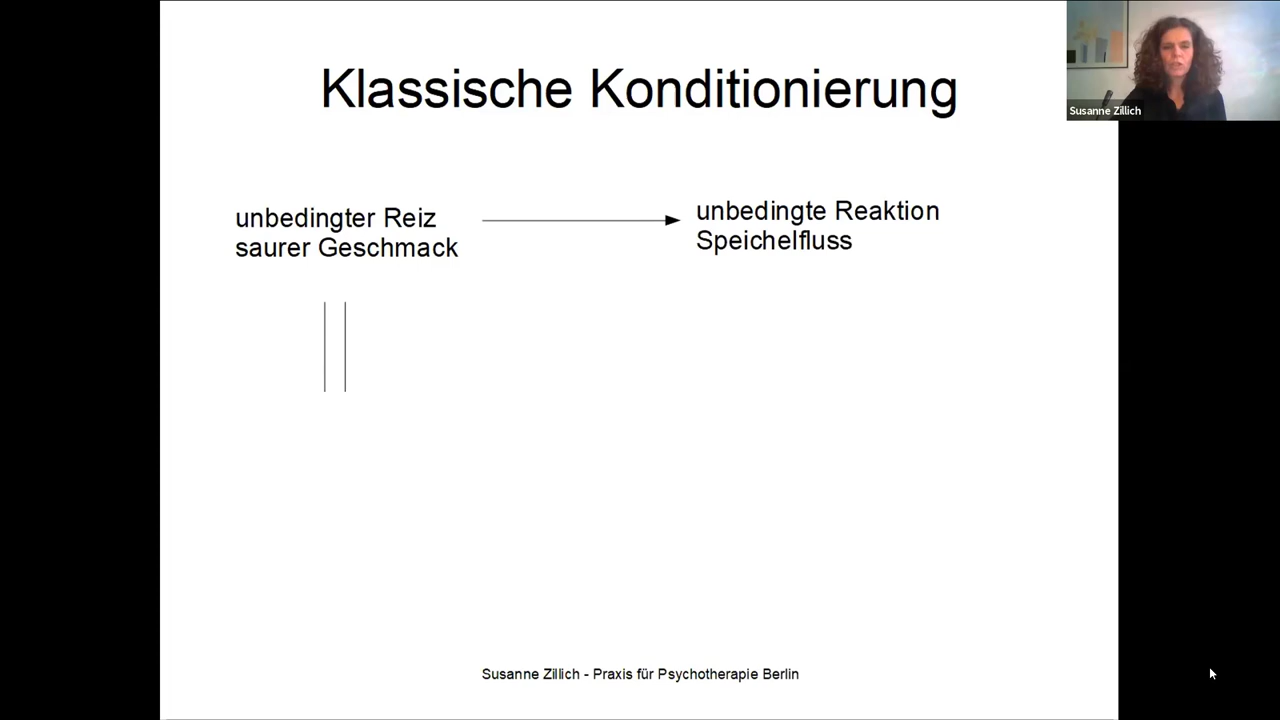 Klassische Konditionierung
Susanne Zillich
unbedingter Reiz
saurer Geschmack
unbedingte Reaktion
Speichelfluss
Susanne Zillich - Praxis für Psychotherapie Berlin